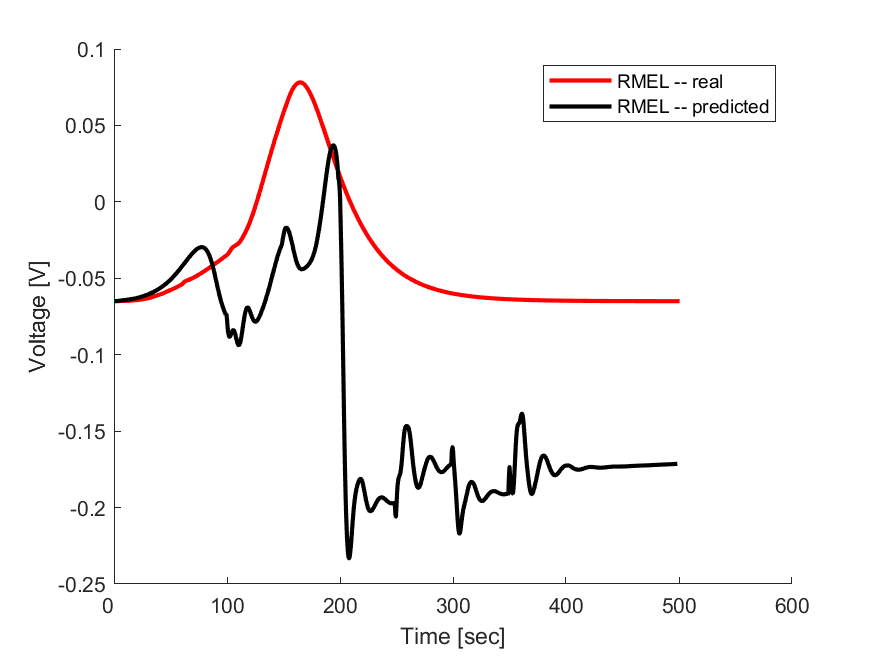 0.1
0.05
0
-0.05
-0.1
-0.15
-0.2
-0.25
Voltage [V]
RMEL -- real
RMEL -- predicted
0 100 200 300 400 500 600
Time [sec]